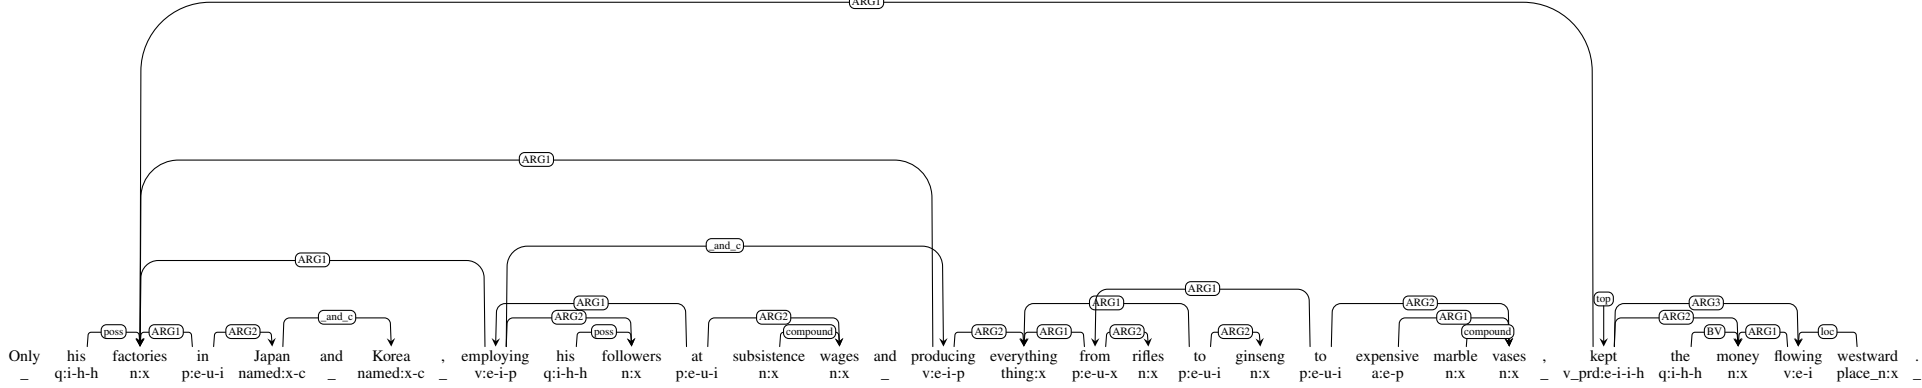 ARG1
ARG1
_and_c
ARG1
ARG1
ARG1 ARG1 ARG2 top ARG3
_and_c ARG2 ARG2 ARG1 ARG2
poss ARG1 ARG2 poss compound ARG2 ARG1 ARG2 ARG2 compound BV ARG1 loc
Only his factories in Japan and Korea , employing his followers at subsistence wages and producing everything from rifles to ginseng to expensive marble vases , kept the money flowing westward .
_ q:i-h-h n:x p:e-u-i named:x-c _ named:x-c _ v:e-i-p q:i-h-h n:x p:e-u-i n:x n:x _ v:e-i-p thing:x p:e-u-x n:x p:e-u-i n:x p:e-u-i a:e-p n:x n:x _ v_prd:e-i-i-h q:i-h-h n:x v:e-i place_n:x _